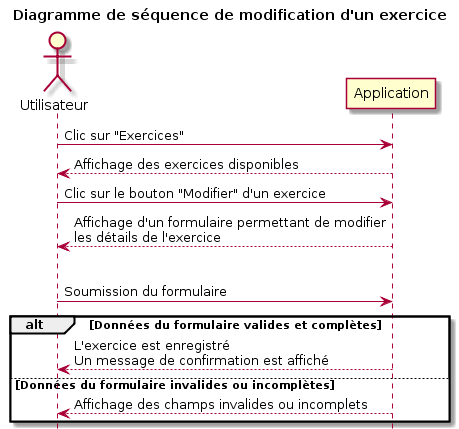 Diagramme de séquence de modification d'un exercice
Utilisateur
Application
Clic sur "Exercices"
Affichage des exercices disponibles
Clic sur le bouton "Modifier" d'un exercice
Affichage d'un formulaire permettant de modifier
les détails de l'exercice
Soumission du formulaire
alt
[Données du formulaire valides et complètes]
L'exercice est enregistré
Un message de confirmation est affiché
[Données du formulaire invalides ou incomplètes]
Affichage des champs invalides ou incomplets